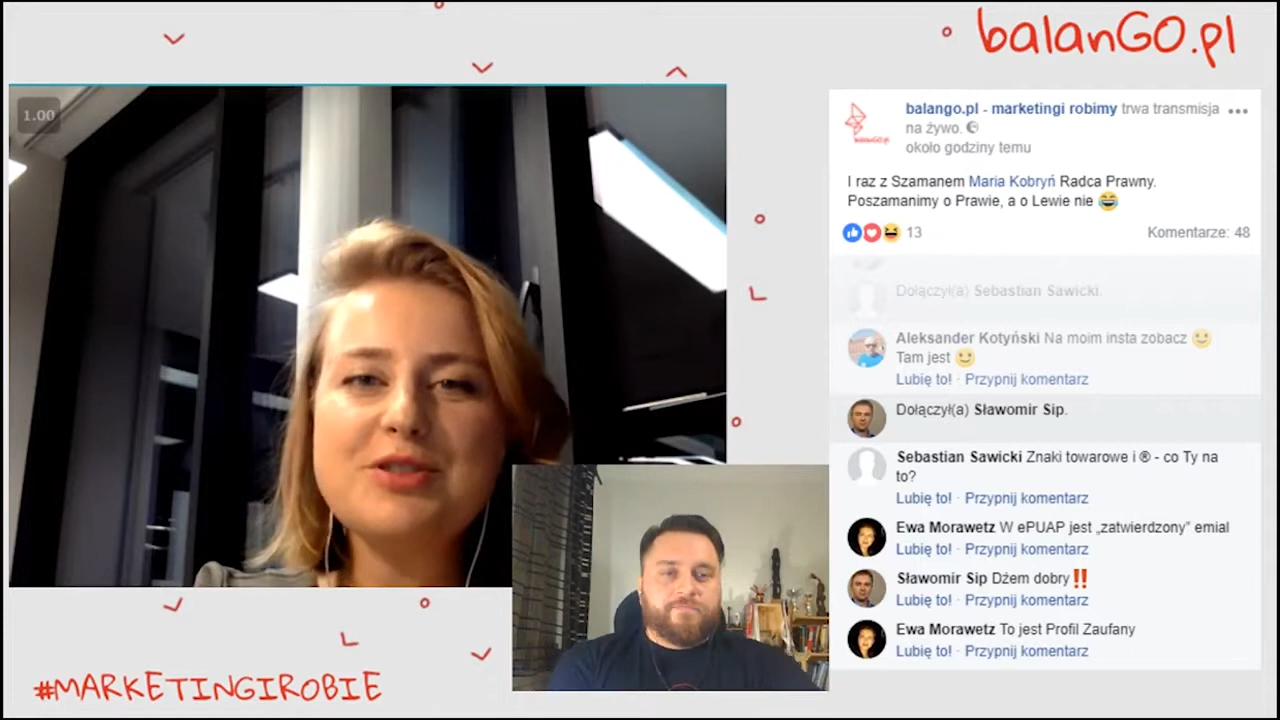 balanGO.pl
1.00
balango.pl - marketingi robimy trwa transmisja
na żywo.
około godziny temu
balanGO.pl
I raz z Szamanem Maria Kobryń Radca Prawny.
Poszamanimy o Prawie, a o Lewie nie 😂
13
Komentarze: 48
Dołączył(a) Sebastian Sawicki.
Aleksander Kotyński Na moim insta zobacz 🙂
Tam jest 🙂
Lubię to! · Przypnij komentarz
Dołączył(a) Sławomir Sip.
Sebastian Sawicki Znaki towarowe i ® - co Ty na
to?
Lubię to! · Przypnij komentarz
Ewa Morawetz W ePUAP jest „zatwierdzony” emial
Lubię to! · Przypnij komentarz
Sławomir Sip Dżem dobry‼️
Lubię to! · Przypnij komentarz
Ewa Morawetz To jest Profil Zaufany
Lubię to! · Przypnij komentarz
#MARKETINGIROBIE